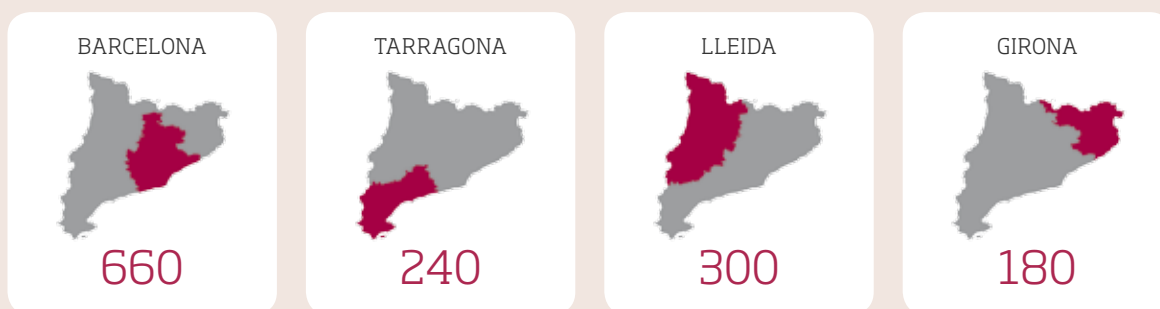 BARCELONA
660
TARRAGONA
240
LLEIDA
300
GIRONA
180